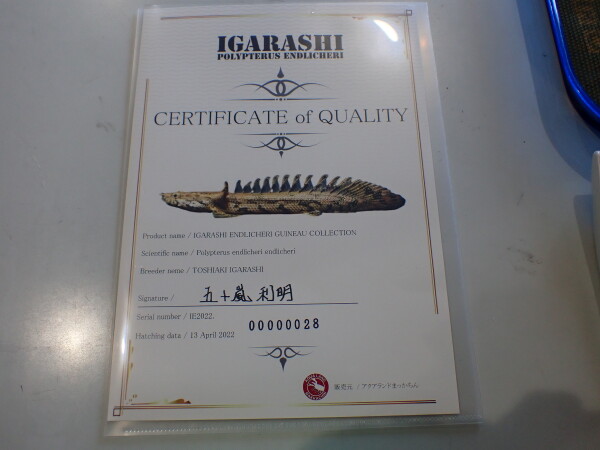 IGARASHI
POLYPTERUS ENDLICHERI
CERTIFICATE of QUALITY
Product name / IGARASHI ENDLICHERI GUINEAU COLLECTION
Scientific name / Polypterus endlicheri endlicheri
Breeder name / TOSHIAKI IGARASHI
Signature / 五十嵐 利明
Serial number / IE2022. 00000028
Hatching data / 13 April 2022
販売元 / アクアランドまっかちん